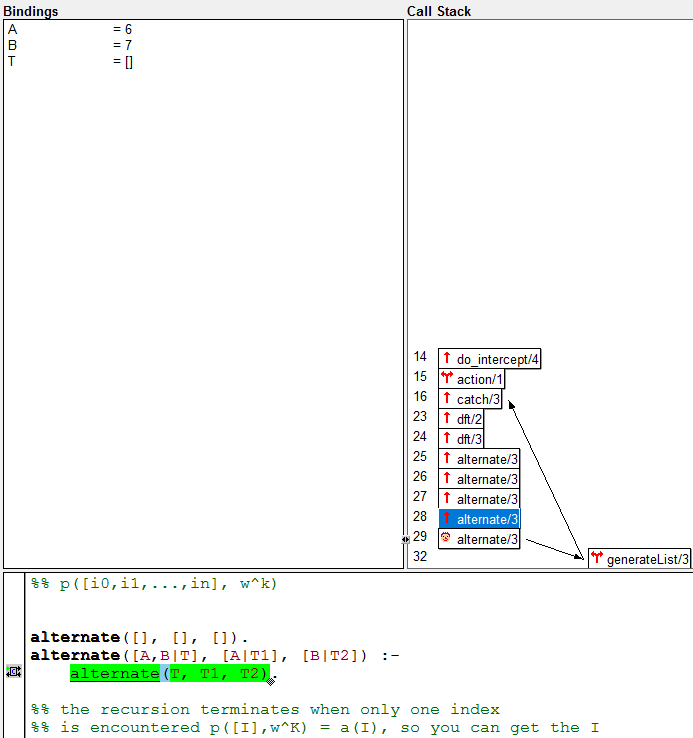 Bindings
A = 6
B = 7
T = []
Call Stack
14 do_intercept/4
15 action/1
16 catch/3
23 dft/2
24 dft/3
25 alternate/3
26 alternate/3
27 alternate/3
28 alternate/3
29 alternate/3
32 generateList/3
%% p([i0,i1,...,in], w^k)
alternate([], [], []).
alternate([A,B|T], [A|T1], [B|T2]) :-
alternate(T, T1, T2).
%% the recursion terminates when only one index
%% is encountered p([I],w^K) = a(I), so you can get the I